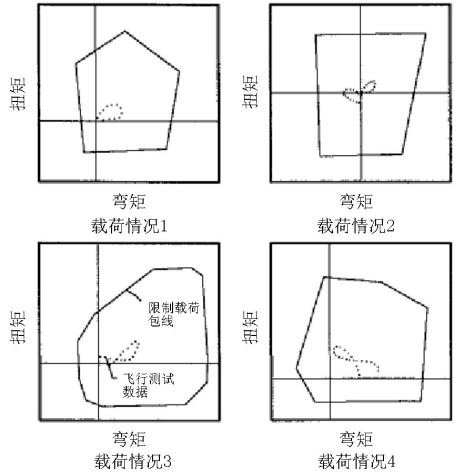 扭矩
弯矩
载荷情况1
扭矩
弯矩
载荷情况2
扭矩
限制载荷
包线
飞行测试
数据
弯矩
载荷情况3
扭矩
弯矩
载荷情况4